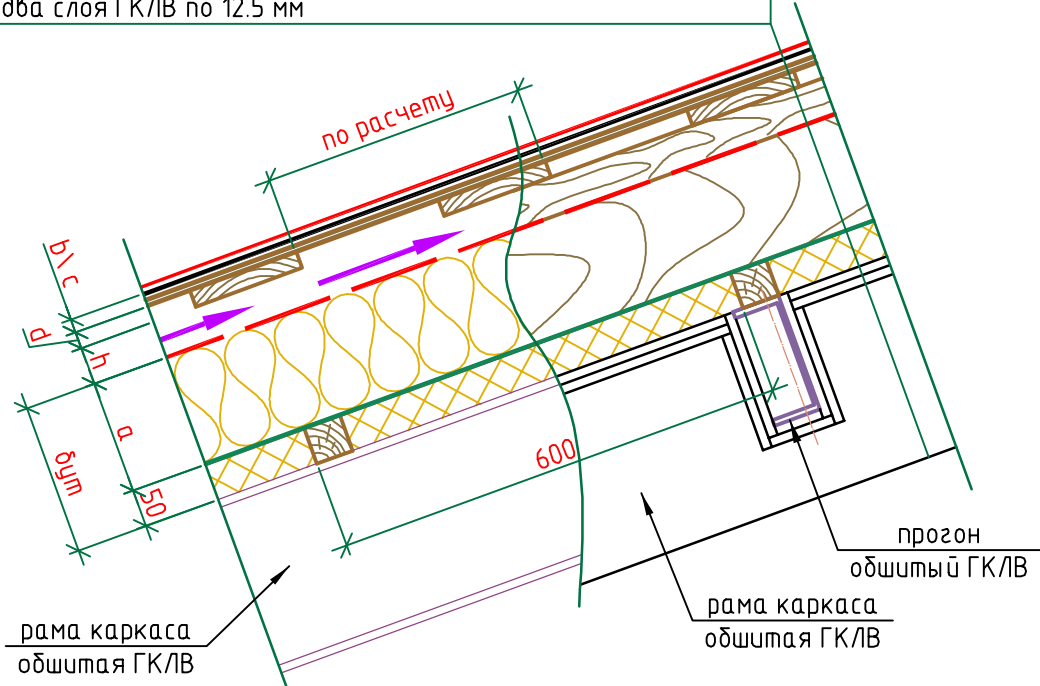 два слоя ГКЛВ по 12.5 мм
по расчету
b\ c
d
h
a
50
δут
600
прогон
обшитый ГКЛВ
рама каркаса
обшитая ГКЛВ
рама каркаса
обшитая ГКЛВ